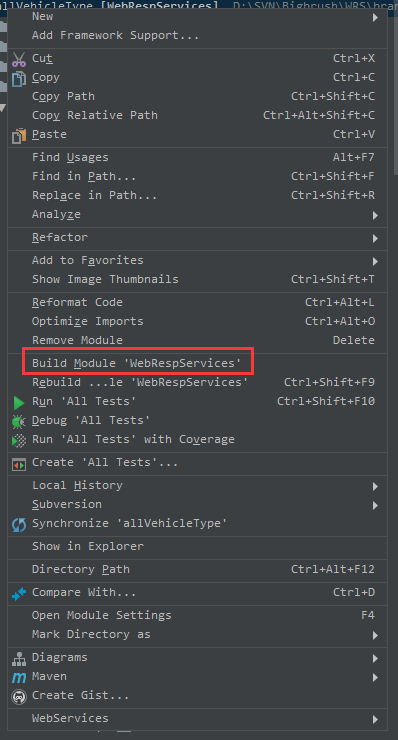 allVehicleType [WebRespServices] D:\SVN\Bighrush\WRS\bra
New
Add Framework Support...
Cut Ctrl+X
Copy Ctrl+C
Copy Path Ctrl+Shift+C
Copy Relative Path Ctrl+Alt+Shift+C
Paste Ctrl+V
Find Usages Alt+F7
Find in Path... Ctrl+Shift+F
Replace in Path... Ctrl+Shift+R
Analyze
Refactor
Add to Favorites
Show Image Thumbnails Ctrl+Shift+T
Reformat Code Ctrl+Alt+L
Optimize Imports Ctrl+Alt+O
Remove Module Delete
Build Module 'WebRespServices'
Rebuild ...le 'WebRespServices' Ctrl+Shift+F9
Run 'All Tests' Ctrl+Shift+F10
Debug 'All Tests'
Run 'All Tests' with Coverage
Create 'All Tests'...
Local History
Subversion
Synchronize 'allVehicleType'
Show in Explorer
Directory Path Ctrl+Alt+F12
Compare With... Ctrl+D
Open Module Settings F4
Mark Directory as
Diagrams
Maven
Create Gist...
WebServices